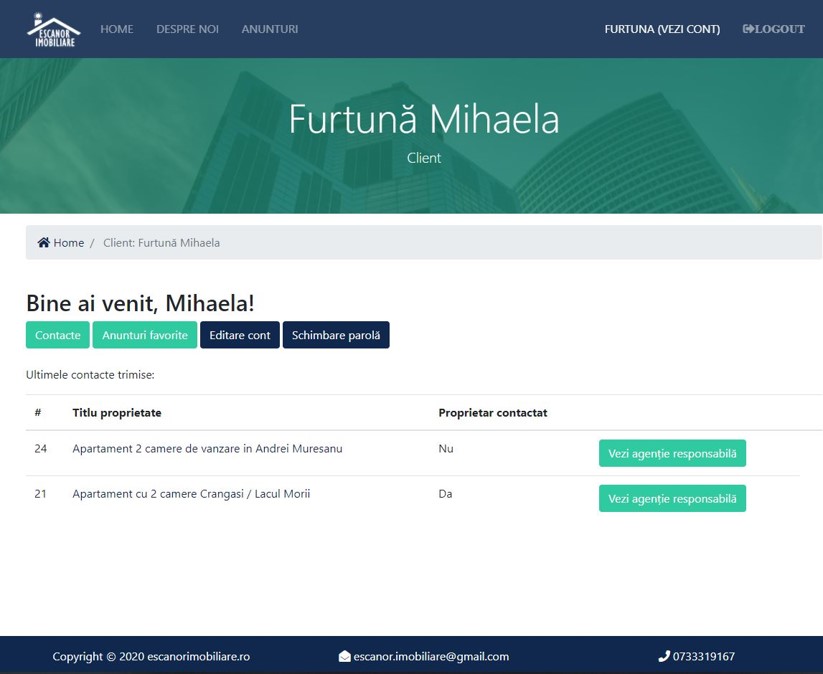 ESCANOR
IMOBILIARE
HOME DESPRE NOI ANUNTURI FURTUNA (VEZI CONT) LOGOUT
Furtună Mihaela
Client
Home / Client: Furtună Mihaela
Bine ai venit, Mihaela!
Contacte Anunturi favorite Editare cont Schimbare parolă
Ultimele contacte trimise:
# Titlu proprietate Proprietar contactat
24 Apartament 2 camere de vanzare in Andrei Muresanu Nu Vezi agenție responsabilă
21 Apartament cu 2 camere Crangasi / Lacul Morii Da Vezi agenție responsabilă
Copyright © 2020 escanorimobiliare.ro escanor.imobiliare@gmail.com 0733319167